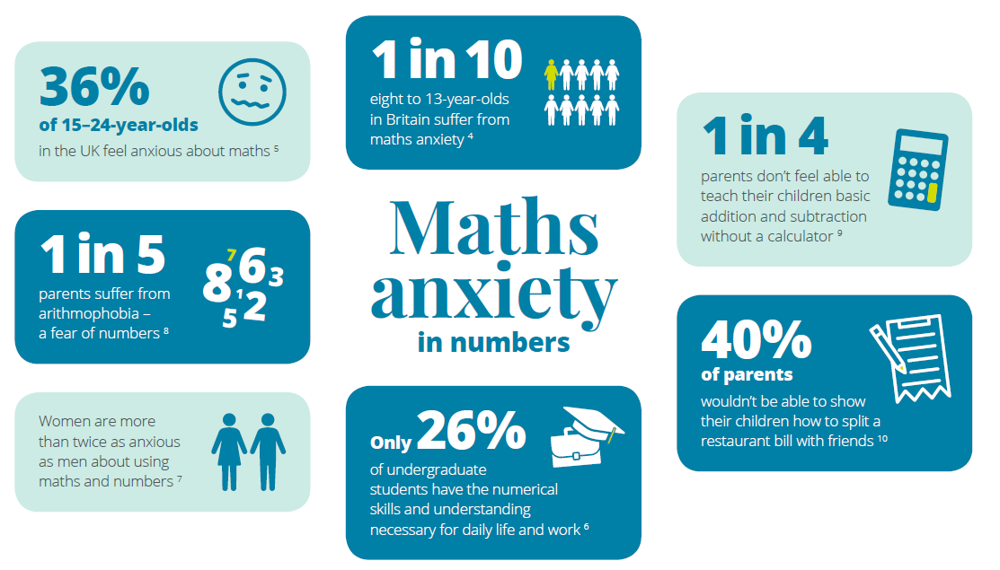 36%
of 15–24-year-olds
in the UK feel anxious about maths 5
1 in 10
eight to 13-year-olds
in Britain suffer from
maths anxiety 4
1 in 4
parents don’t feel able to
teach their children basic
addition and subtraction
without a calculator 9
1 in 5
parents suffer from
arithmophobia –
a fear of numbers 8
7
8 6 3
1
5 2
Maths
anxiety
in numbers
40%
of parents
wouldn’t be able to show
their children how to split a
restaurant bill with friends 10
Women are more
than twice as anxious
as men about using
maths and numbers 7
Only 26%
of undergraduate
students have the numerical
skills and understanding
necessary for daily life and work 6